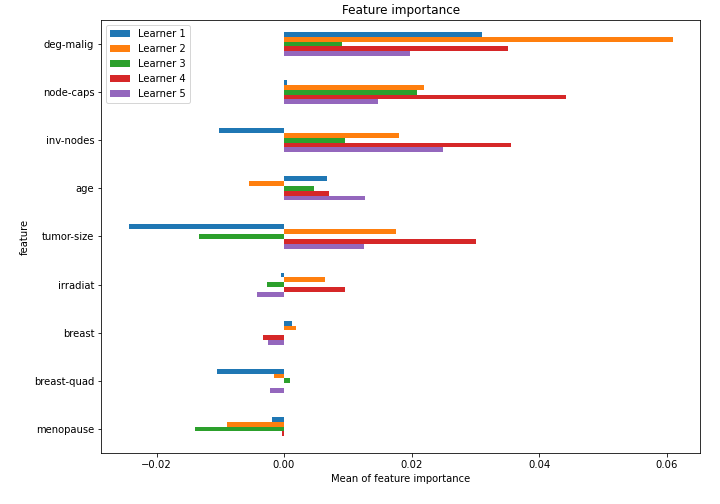 Feature importance
Learner 1
Learner 2
Learner 3
Learner 4
Learner 5
deg-malig
node-caps
inv-nodes
age
tumor-size
irradiat
breast
breast-quad
menopause
feature
−0.02 0.00 0.02 0.04 0.06
Mean of feature importance